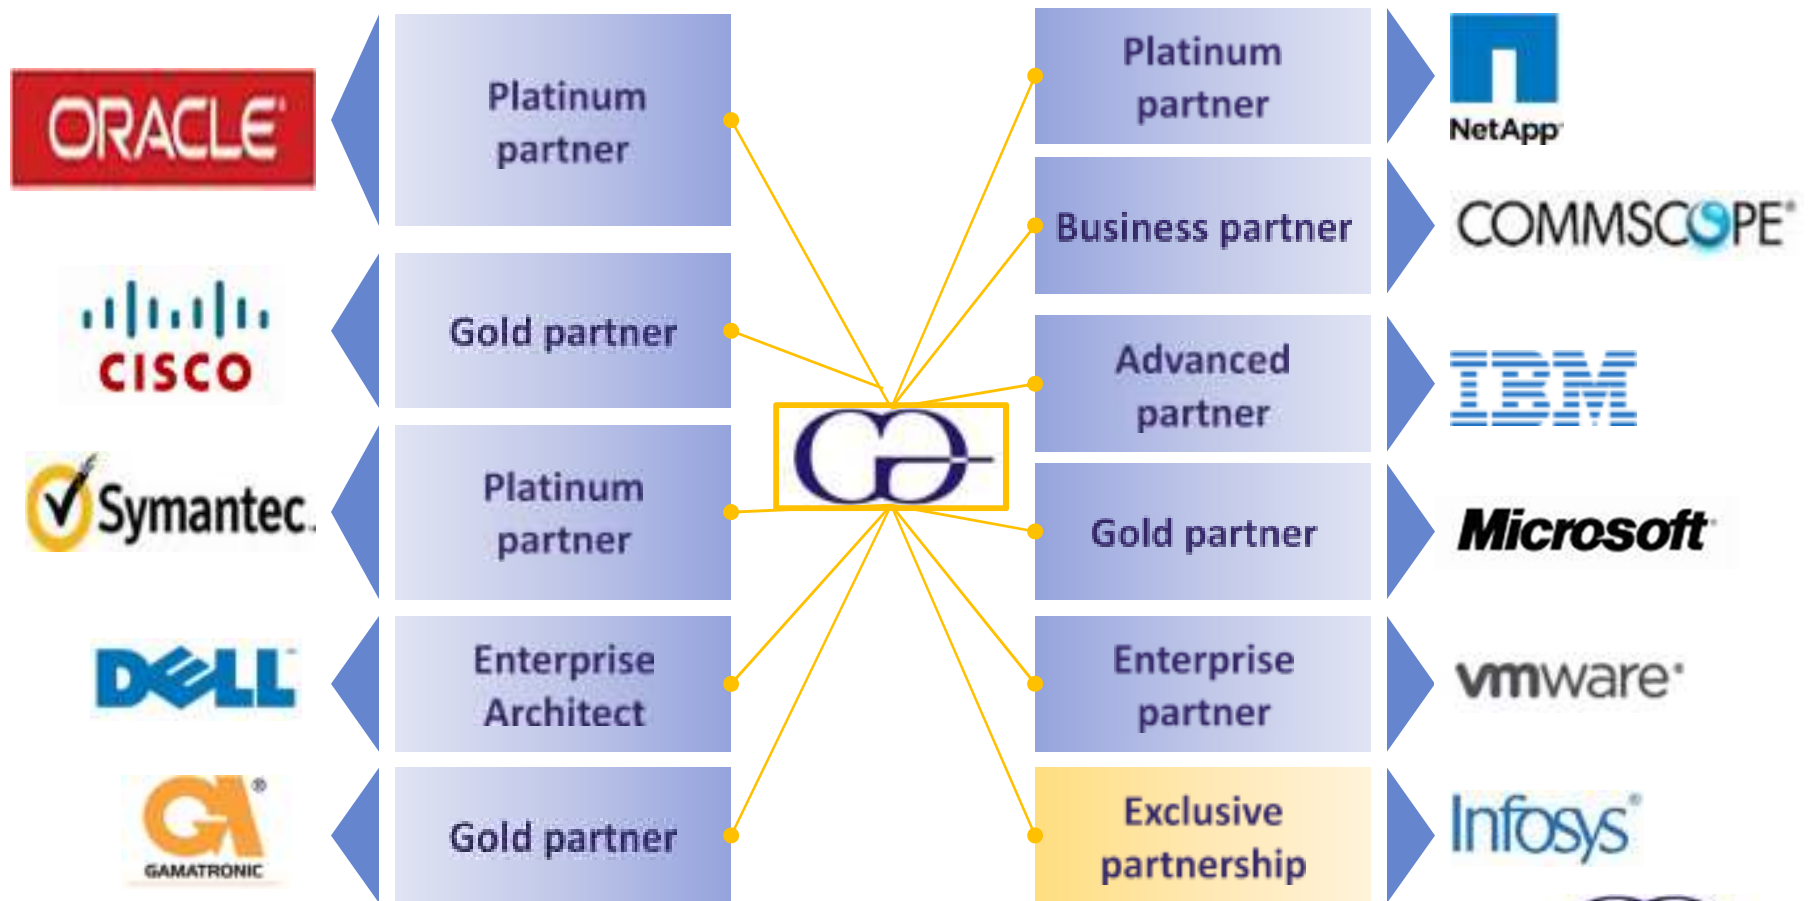 ORACLE®
Platinum
partner
CISCO
Gold partner
Symantec.
Platinum
partner
DELL
Enterprise
Architect
GA®
GAMATRONIC
Gold partner
Platinum
partner
NetApp
Business partner
COMMSCOPE®
Advanced
partner
IBM
Gold partner
Microsoft
Enterprise
partner
vmware®
Exclusive
partnership
Infosys®